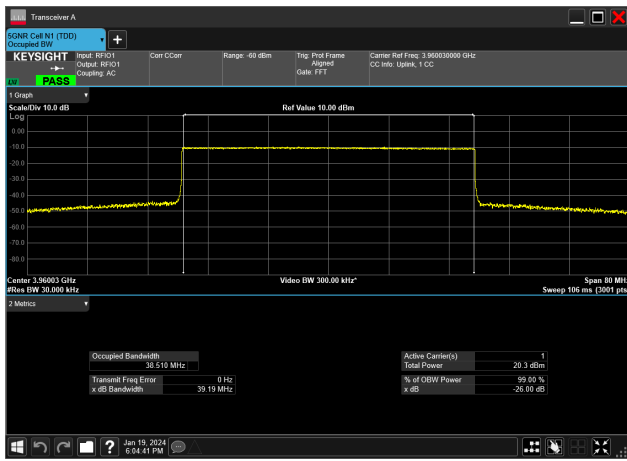 Transceiver A
5GNR Cell N1 (TDD)
Occupied BW
KEYSIGHT
LXI
PASS
Input: RFIO1
Output: RFIO1
Coupling: AC
Corr CCorr
Range: -60 dBm
Trig: Prot Frame
Aligned
Gate: FFT
Carrier Ref Freq: 3.960030000 GHz
CC Info: Uplink, 1 CC
1 Graph
Scale/Div 10.0 dB
Ref Value 10.00 dBm
Log
0.00
-10.0
-20.0
-30.0
-40.0
-50.0
-60.0
-70.0
-80.0
Center 3.96003 GHz
Video BW 300.00 kHz*
Span 80 MHz
#Res BW 30.000 kHz
Sweep 106 ms (3001 pts
2 Metrics
Occupied Bandwidth
38.510 MHz
Transmit Freq Error 0 Hz
x dB Bandwidth 39.19 MHz
Active Carrier(s) 1
Total Power 20.3 dBm
% of OBW Power 99.00 %
x dB -26.00 dB
?
Jan 19, 2024
6:04:41 PM